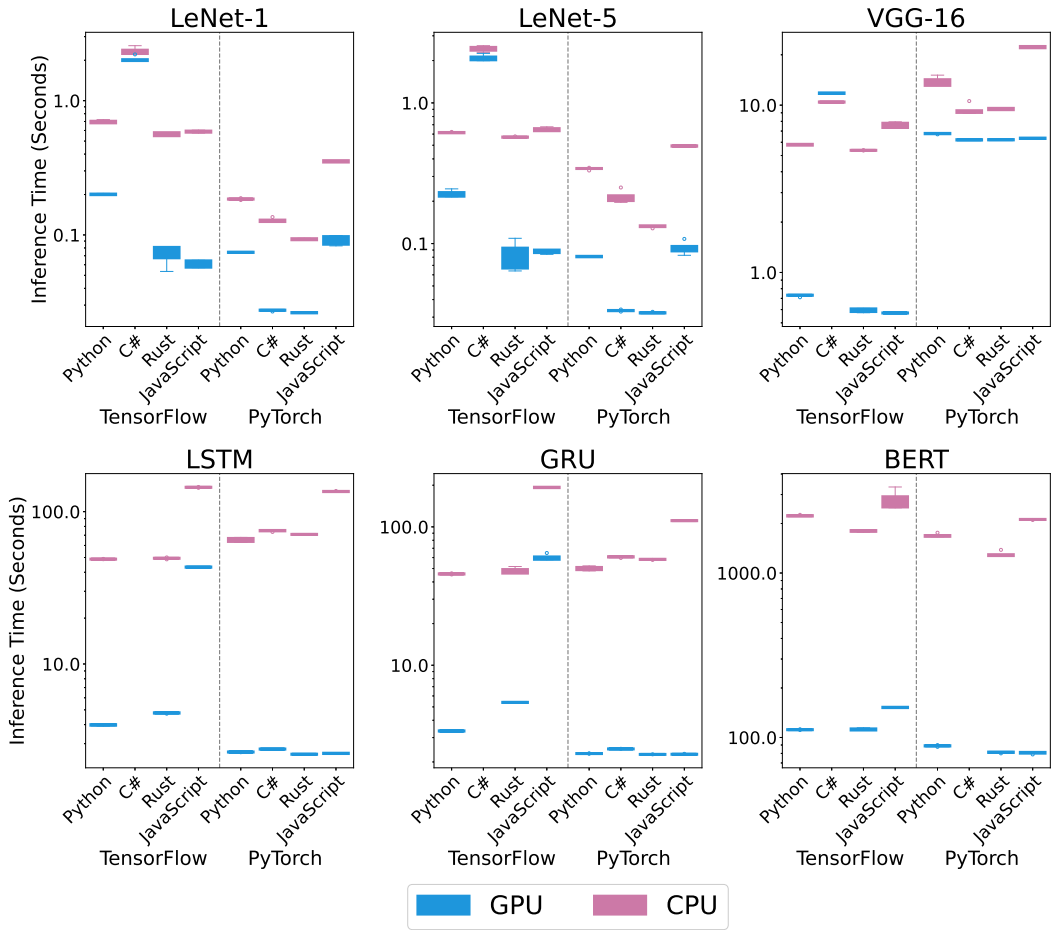 LeNet-1
LeNet-5
VGG-16
Inference Time (Seconds)
1.0
0.1
1.0
0.1
10.0
1.0
Python
C#
Rust
JavaScript
Python
C#
Rust
JavaScript
Python
C#
Rust
JavaScript
Python
C#
Rust
JavaScript
Python
C#
Rust
JavaScript
Python
C#
Rust
JavaScript
TensorFlow PyTorch
TensorFlow PyTorch
TensorFlow PyTorch
LSTM
GRU
BERT
Inference Time (Seconds)
100.0
10.0
100.0
10.0
1000.0
100.0
Python
C#
Rust
JavaScript
Python
C#
Rust
JavaScript
Python
C#
Rust
JavaScript
Python
C#
Rust
JavaScript
Python
C#
Rust
JavaScript
Python
C#
Rust
JavaScript
TensorFlow PyTorch
TensorFlow PyTorch
TensorFlow PyTorch
GPU CPU